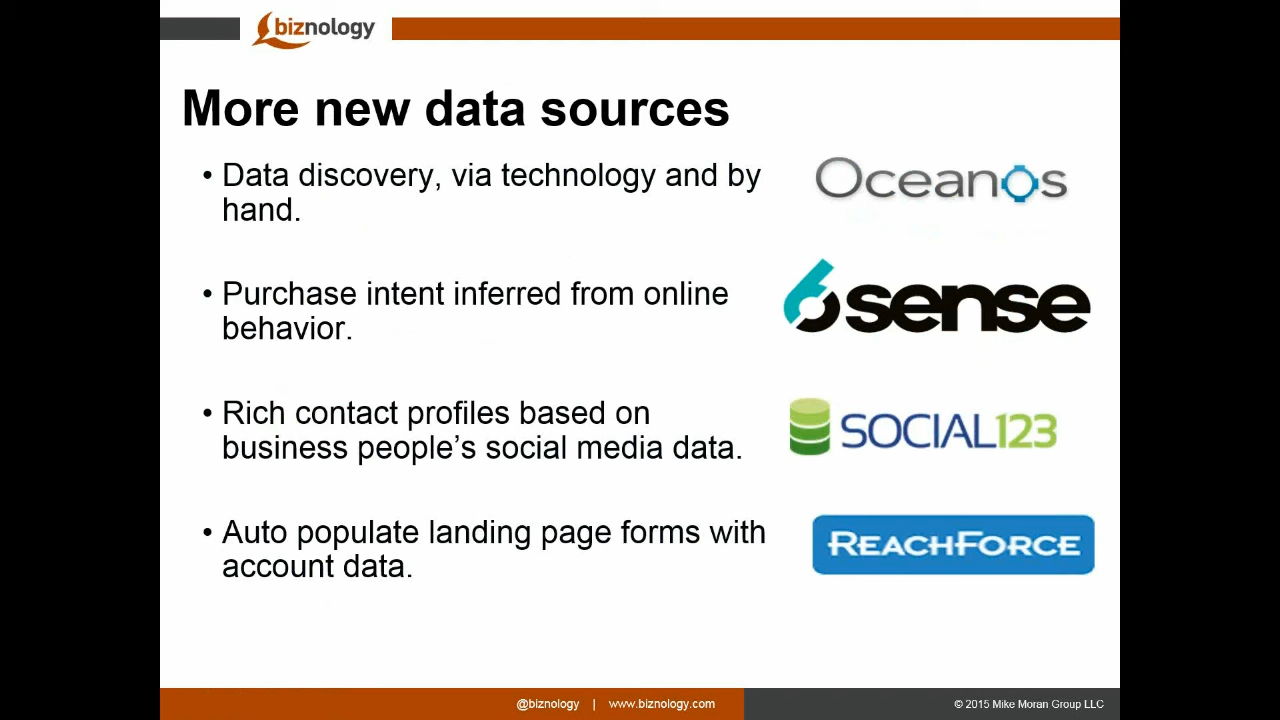 biznology
More new data sources
• Data discovery, via technology and by
hand.
Oceanos
• Purchase intent inferred from online
behavior.
6sense
• Rich contact profiles based on
business people’s social media data.
SOCIAL123
• Auto populate landing page forms with
account data.
REACHFORCE
@biznology | www.biznology.com
© 2015 Mike Moran Group LLC